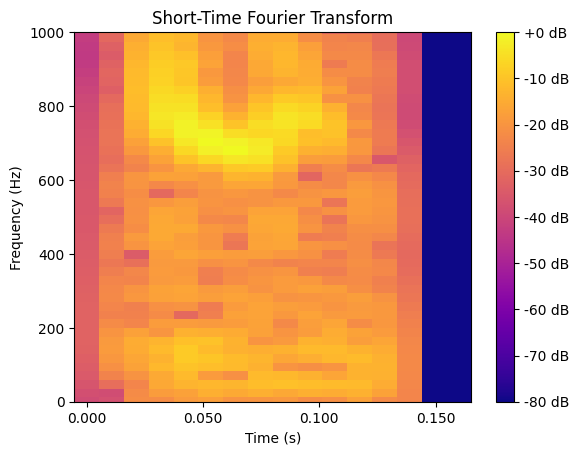 Short-Time Fourier Transform
1000
800
600
400
200
0
Frequency (Hz)
0.000
0.050
0.100
0.150
Time (s)
+0 dB
-10 dB
-20 dB
-30 dB
-40 dB
-50 dB
-60 dB
-70 dB
-80 dB